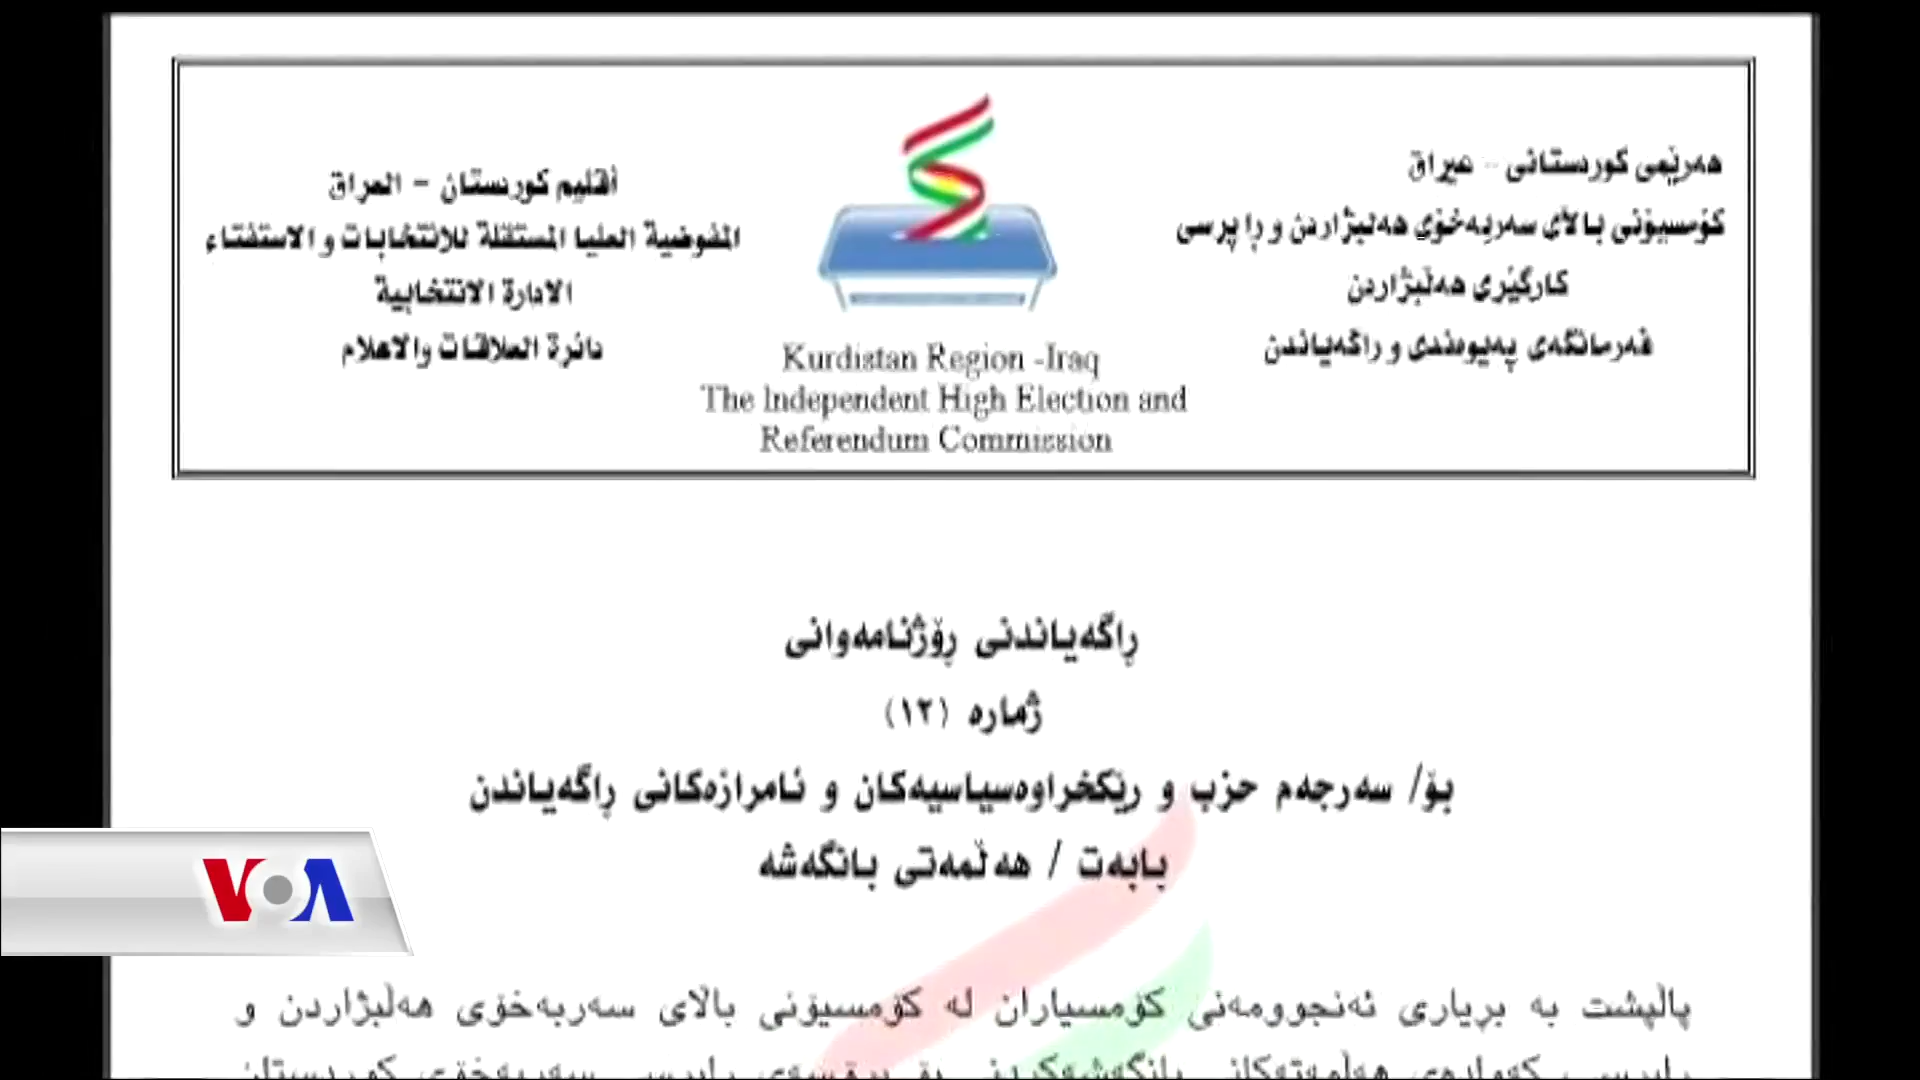 هەرێمی کوردستانی - عیراق
کۆمسیۆنی باڵای سەربەخۆی هەڵبژاردن و ڕاپرسی
کارگێڕی هەڵبژاردن
فەرمانگەی پەیوەندی و راگەیاندن
أقليم كوردستان - العراق
المفوضية العليا المستقلة للانتخابات و الاستفتاء
الادارة الانتخابية
دائرة العلاقات والاعلام
Kurdistan Region -Iraq
The Independent High Election and
Referendum Commission
ڕاگەیاندنی ڕۆژنامەوانی
ژمارە (١٢)
بۆ/ سەرجەم حزب و رێکخراوەسیاسیەکان و ئامرازەکانی ڕاگەیاندن
بابەت / هەڵمەتی بانگەشە
پاڵپشت بە بڕیاری ئەنجوومەنی کۆمسیاران لە کۆمسیۆنی باڵای سەربەخۆی هەڵبژاردن و
VOA